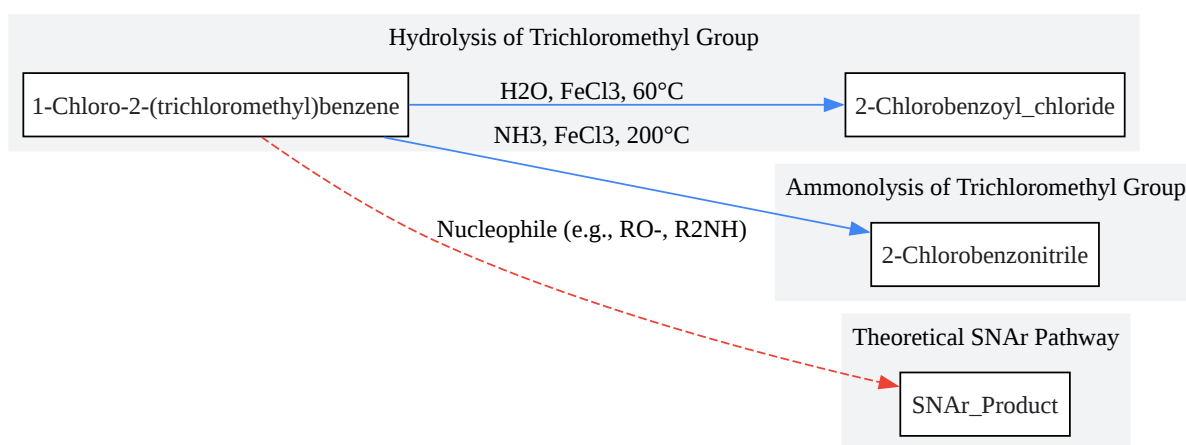 Hydrolysis of Trichloromethyl Group
1-Chloro-2-(trichloromethyl)benzene
H2O, FeCl3, 60°C
2-Chlorobenzoyl_chloride
NH3, FeCl3, 200°C
Ammonolysis of Trichloromethyl Group
Nucleophile (e.g., RO-, R2NH)
2-Chlorobenzonitrile
Theoretical SNAr Pathway
SNAr_Product